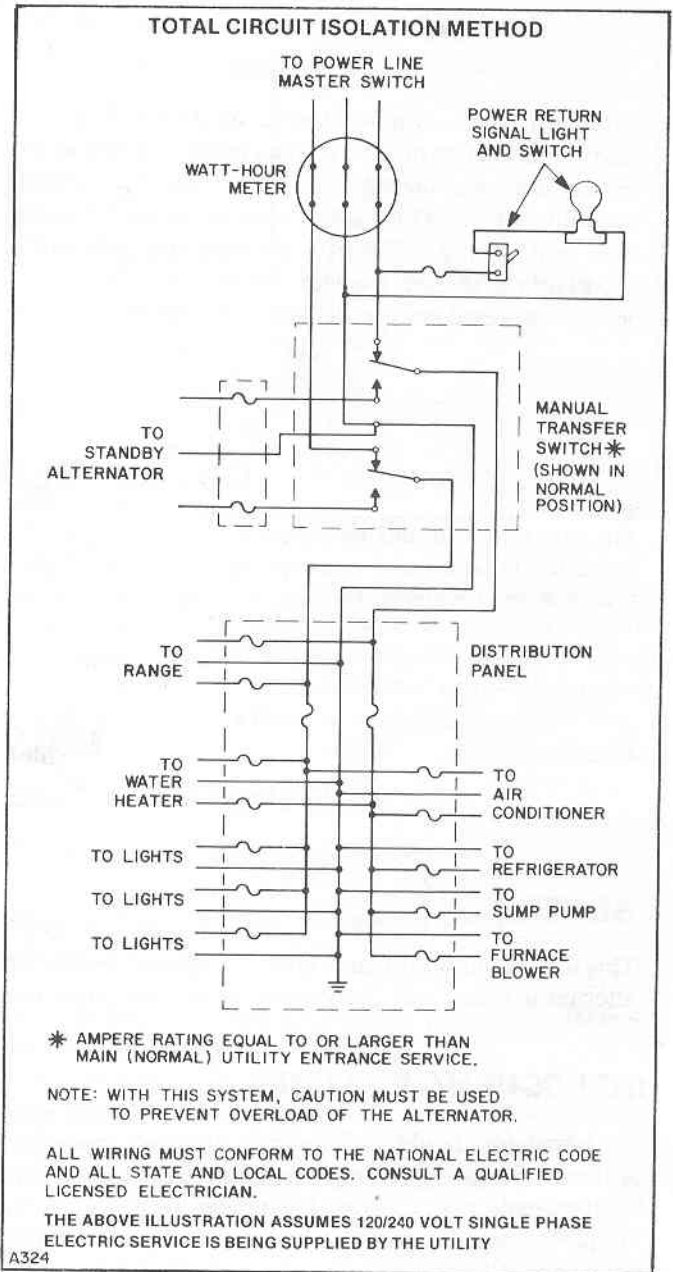 TOTAL CIRCUIT ISOLATION METHOD
TO POWER LINE
MASTER SWITCH
POWER RETURN
SIGNAL LIGHT
AND SWITCH
WATT-HOUR
METER
MANUAL
TRANSFER
SWITCH*
(SHOWN IN
NORMAL
POSITION)
TO
STANDBY
ALTERNATOR
DISTRIBUTION
PANEL
TO
RANGE
TO
WATER
HEATER
TO
AIR
CONDITIONER
TO LIGHTS
TO
REFRIGERATOR
TO LIGHTS
TO
SUMP PUMP
TO LIGHTS
TO
FURNACE
BLOWER
* AMPERE RATING EQUAL TO OR LARGER THAN
MAIN (NORMAL) UTILITY ENTRANCE SERVICE.
NOTE: WITH THIS SYSTEM, CAUTION MUST BE USED
TO PREVENT OVERLOAD OF THE ALTERNATOR.
ALL WIRING MUST CONFORM TO THE NATIONAL ELECTRIC CODE
AND ALL STATE AND LOCAL CODES. CONSULT A QUALIFIED
LICENSED ELECTRICIAN.
THE ABOVE ILLUSTRATION ASSUMES 120/240 VOLT SINGLE PHASE
ELECTRIC SERVICE IS BEING SUPPLIED BY THE UTILITY
A324